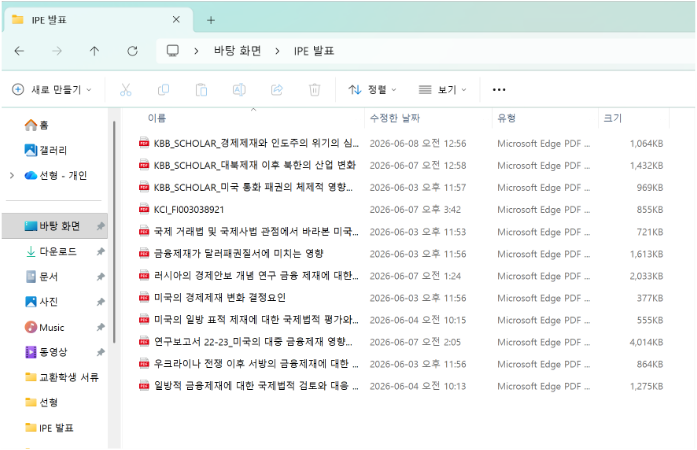 IPE 발표
바탕 화면 > IPE 발표
새로 만들기 정렬 보기 •••
이름 수정한 날짜 유형 크기
홈
갤러리
선형 - 개인
바탕 화면
다운로드
문서
사진
Music
동영상
교환학생 서류
선형
IPE 발표
KBB_SCHOLAR_경제제재와 인도주의 위기의 심... 2026-06-08 오전 12:56 Microsoft Edge PDF ... 1,064KB
KBB_SCHOLAR_대북제재 이후 북한의 산업 변화 2026-06-07 오전 12:58 Microsoft Edge PDF ... 1,432KB
KBB_SCHOLAR_미국 통화 패권의 체제적 영향... 2026-06-03 오후 11:57 Microsoft Edge PDF ... 969KB
KCI_FI003038921 2026-06-07 오후 3:42 Microsoft Edge PDF ... 855KB
국제 거래법 및 국제사법 관점에서 바라본 미국... 2026-06-03 오후 11:53 Microsoft Edge PDF ... 721KB
금융제재가 달러패권질서에 미치는 영향 2026-06-03 오후 11:56 Microsoft Edge PDF ... 1,613KB
러시아의 경제안보 개념 연구 금융 제재에 대한... 2026-06-07 오전 1:24 Microsoft Edge PDF ... 2,033KB
미국의 경제제재 변화 결정요인 2026-06-03 오후 11:56 Microsoft Edge PDF ... 377KB
미국의 일방 표적 제재에 대한 국제법적 평가와... 2026-06-04 오전 10:15 Microsoft Edge PDF ... 555KB
연구보고서 22-23_미국의 대중 금융제재 영향... 2026-06-07 오전 2:05 Microsoft Edge PDF ... 4,014KB
우크라이나 전쟁 이후 서방의 금융제재에 대한 ... 2026-06-03 오후 11:56 Microsoft Edge PDF ... 864KB
일방적 금융제재에 대한 국제법적 검토와 대응 ... 2026-06-04 오전 10:13 Microsoft Edge PDF ... 1,275KB